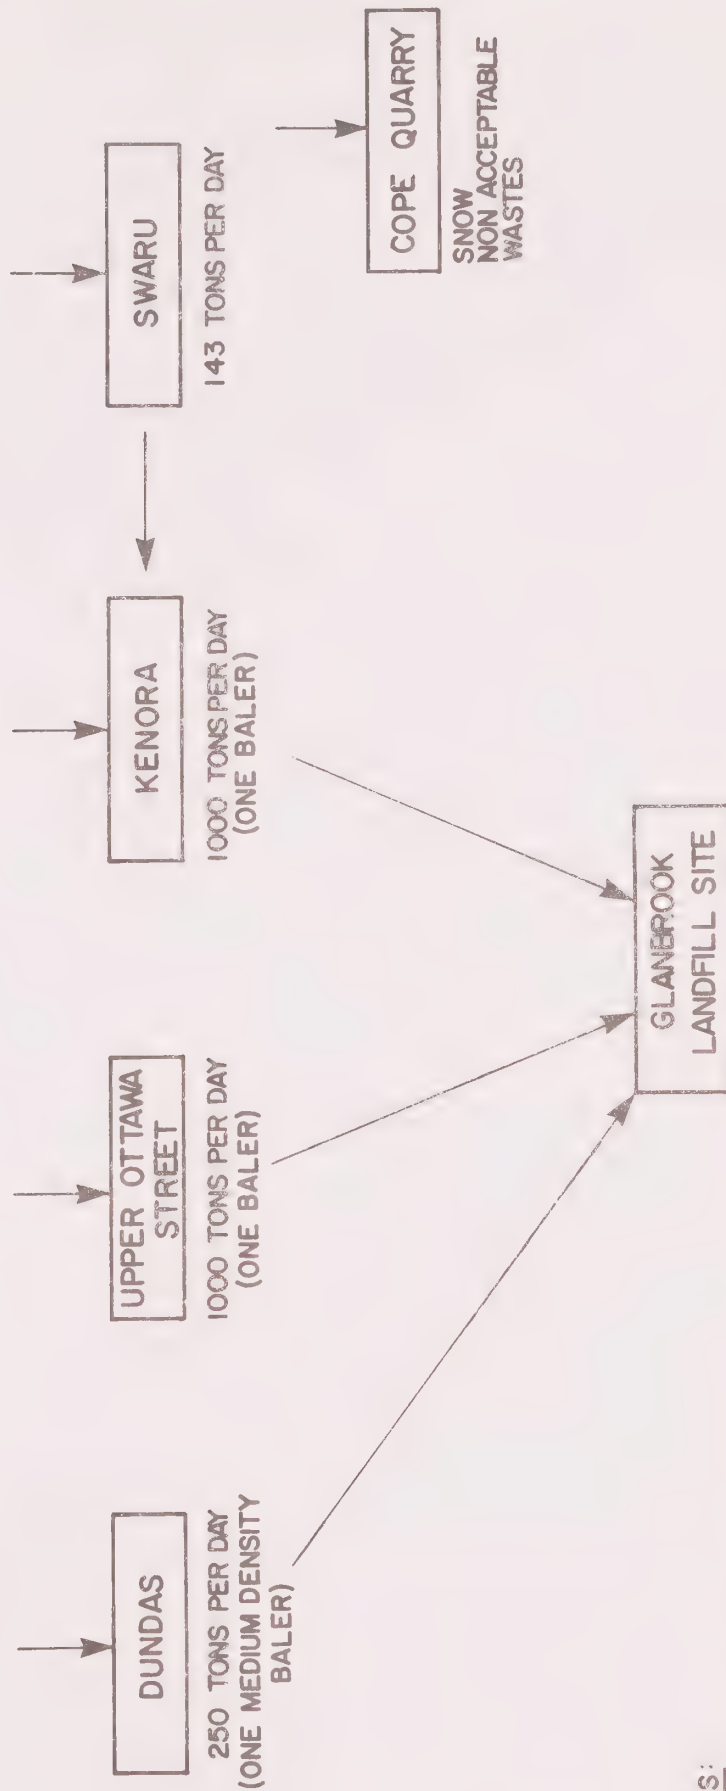 DUNDAS
250 TONS PER DAY
(ONE MEDIUM DENSITY
BALER)
UPPER OTTAWA
STREET
1000 TONS PER DAY
(ONE BALER)
KENORA
1000 TONS PER DAY
(ONE BALER)
SWARU
143 TONS PER DAY
COPE QUARRY
SNOW
NON ACCEPTABLE
WASTES
GLANBROOK
LANDFILL SITE